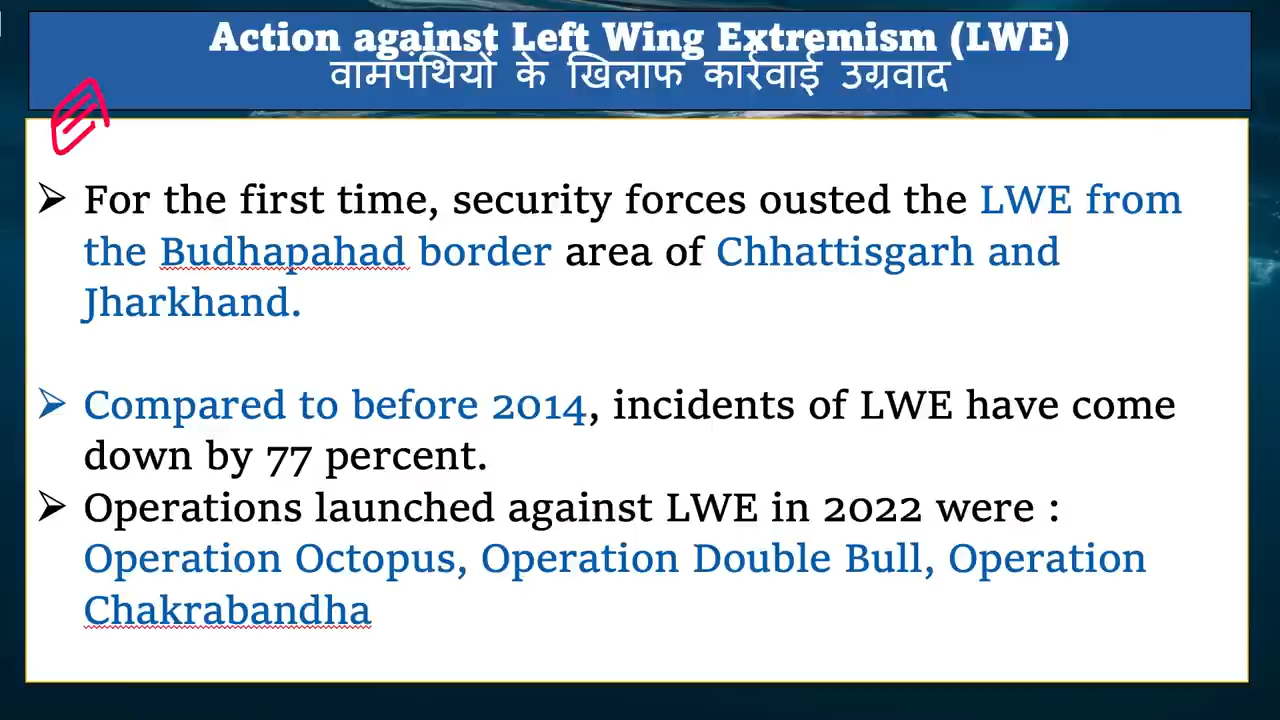 Action against Left Wing Extremism (LWE)
वामपंथियों के खिलाफ कार्रवाई उग्रवाद
➢ For the first time, security forces ousted the LWE from
the Budhapahad border area of Chhattisgarh and
Jharkhand.
➢ Compared to before 2014, incidents of LWE have come
down by 77 percent.
➢ Operations launched against LWE in 2022 were :
Operation Octopus, Operation Double Bull, Operation
Chakrabandha